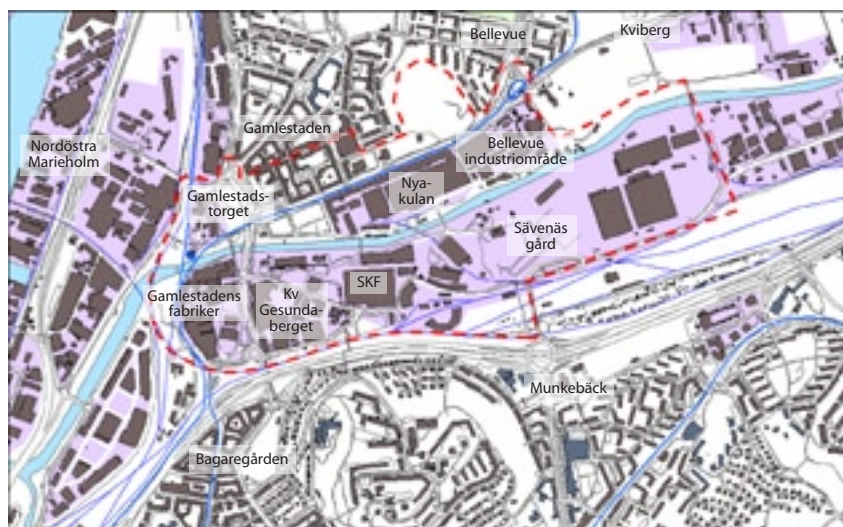 Bellevue
Kviberg
Gamlestaden
Nordöstra
Marieholm
Bellevue
industriområde
Gamlestads-
torget
Nya-
kulan
Sävenäs
gård
SKF
Gamlestadens
fabriker
Kv
Gesunda-
berget
Munkebäck
Bagaregården